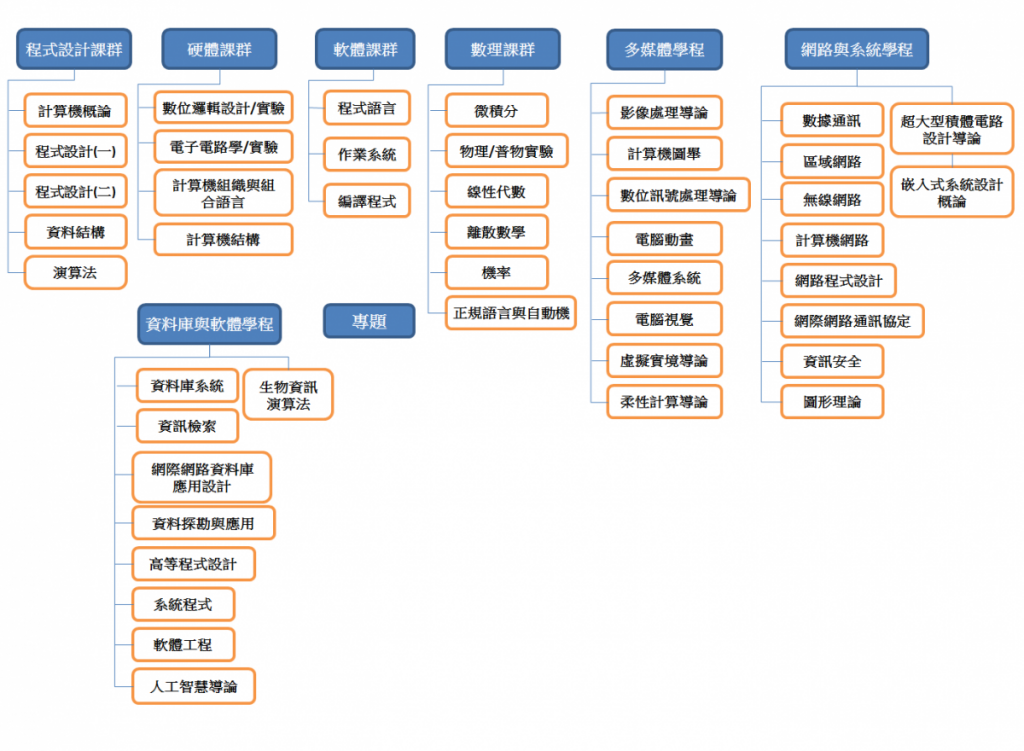 程式設計課群
計算機概論
程式設計(一)
程式設計(二)
資料結構
演算法
硬體課群
數位邏輯設計/實驗
電子電路學/實驗
計算機組織與組
合語言
計算機結構
軟體課群
程式語言
作業系統
編譯程式
數理課群
微積分
物理/普物實驗
線性代數
離散數學
機率
正規語言與自動機
多媒體學程
影像處理導論
計算機圖學
數位訊號處理導論
電腦動畫
多媒體系統
電腦視覺
虛擬實境導論
柔性計算導論
網路與系統學程
數據通訊
區域網路
無線網路
計算機網路
網路程式設計
網際網路通訊協定
資訊安全
圖形理論
超大型積體電路
設計導論
嵌入式系統設計
概論
資料庫與軟體學程
資料庫系統
資訊檢索
網際網路資料庫
應用設計
資料探勘與應用
高等程式設計
系統程式
軟體工程
人工智慧導論
生物資訊
演算法
專題